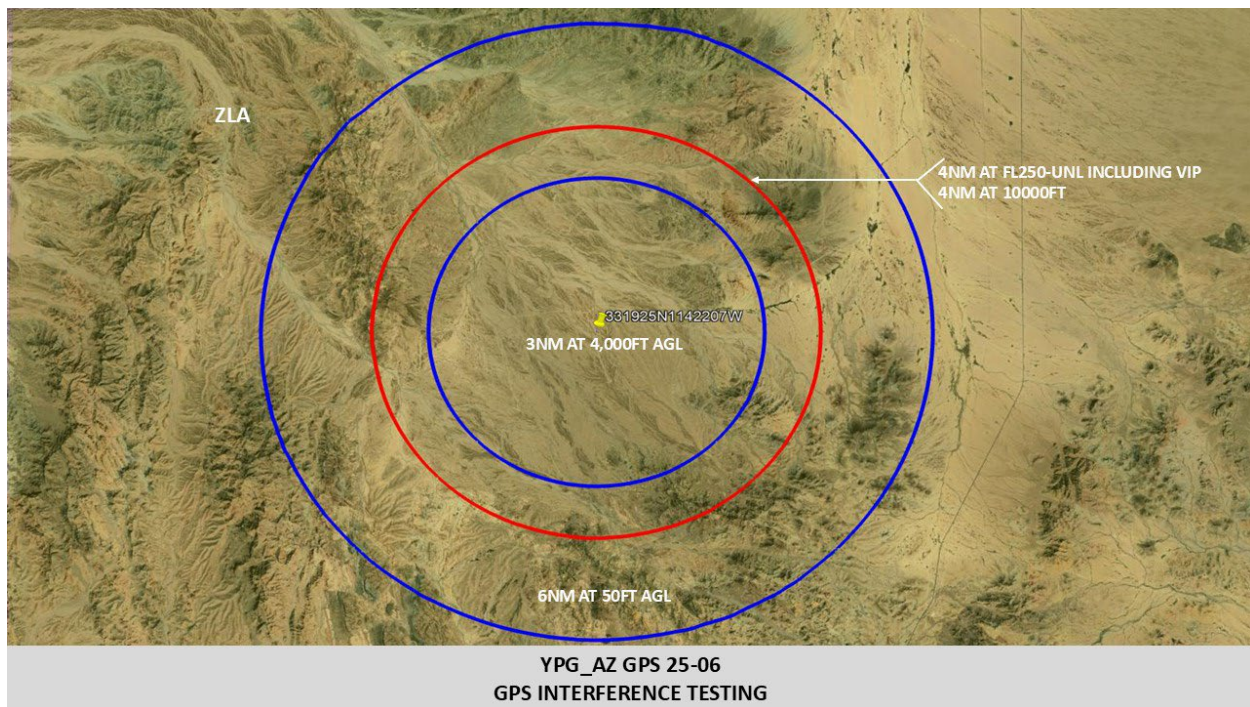 ZLA
4NM AT FL250-UNL INCLUDING VIP
4NM AT 10000FT
331925N1142207W
3NM AT 4,000FT AGL
6NM AT 50FT AGL
YPG_AZ GPS 25-06
GPS INTERFERENCE TESTING